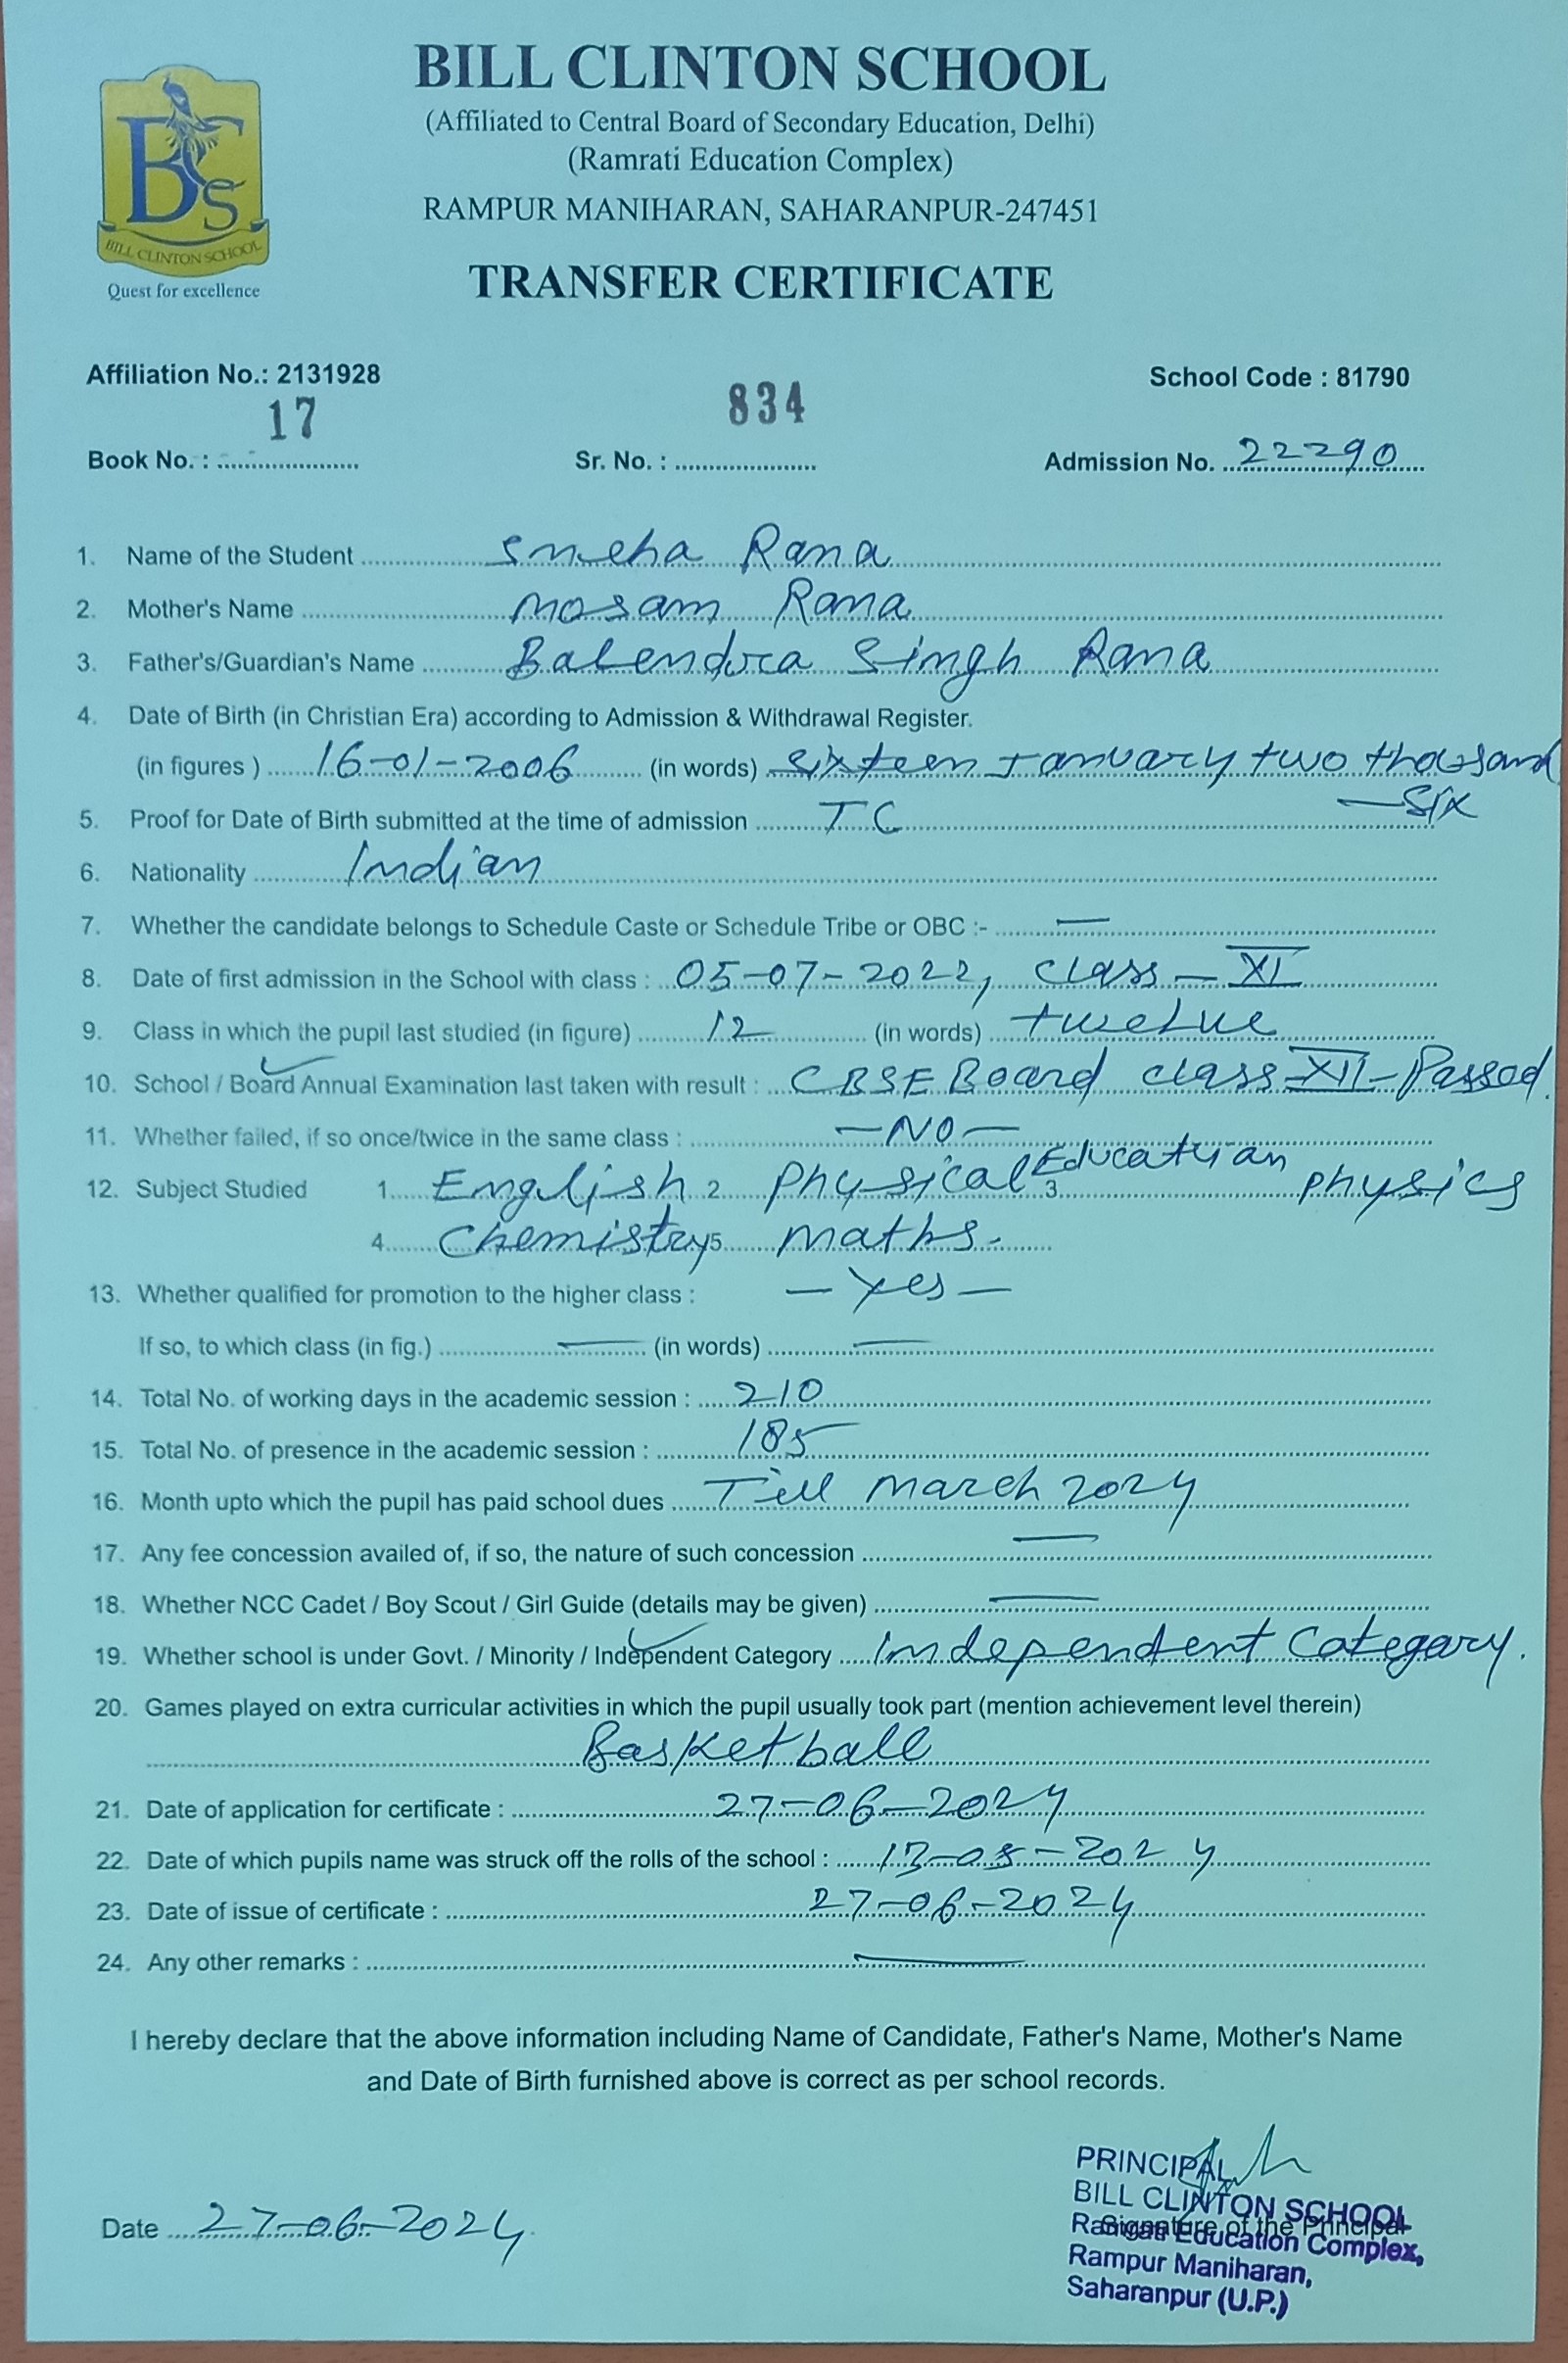 BILL CLINTON SCHOOL
(Affiliated to Central Board of Secondary Education, Delhi)
(Ramrati Education Complex)
RAMPUR MANIHARAN, SAHARANPUR-247451
BCS
BILL CLINTON SCHOOL
Quest for excellence
TRANSFER CERTIFICATE
Affiliation No.: 2131928 School Code : 81790
Book No. : 17 Sr. No. : 834 Admission No. 22290
1. Name of the Student Smeha Rana
2. Mother's Name Mosam Rana
3. Father's/Guardian's Name Balendra Singh Rana
4. Date of Birth (in Christian Era) according to Admission & Withdrawal Register.
(in figures ) 16-01-2006 (in words) Sixteen January two thousand
—Six
5. Proof for Date of Birth submitted at the time of admission TC
6. Nationality Indian
7. Whether the candidate belongs to Schedule Caste or Schedule Tribe or OBC :- —
8. Date of first admission in the School with class : 05-07-2022, Class — XI
9. Class in which the pupil last studied (in figure) 12 (in words) twelve
10. School / Board Annual Examination last taken with result : CBSE Board class XII - Passed.
11. Whether failed, if so once/twice in the same class : —NO—
12. Subject Studied 1. English 2 Physical Education 3 Physics
4 Chemistry 5 Maths.
13. Whether qualified for promotion to the higher class : — Yes —
If so, to which class (in fig.) — (in words) —
14. Total No. of working days in the academic session : 210
15. Total No. of presence in the academic session : 185
16. Month upto which the pupil has paid school dues Till March 2024
17. Any fee concession availed of, if so, the nature of such concession —
18. Whether NCC Cadet / Boy Scout / Girl Guide (details may be given) —
19. Whether school is under Govt. / Minority / Independent Category Independent Category.
20. Games played on extra curricular activities in which the pupil usually took part (mention achievement level therein)
Basketball
21. Date of application for certificate : 27-06-2024
22. Date of which pupils name was struck off the rolls of the school : 13-05-2024
23. Date of issue of certificate : 27-06-2024
24. Any other remarks : —
I hereby declare that the above information including Name of Candidate, Father's Name, Mother's Name
and Date of Birth furnished above is correct as per school records.
PRINCIPAL
BILL CLINTON SCHOOL
Date 27-06-2024. Signature of the Principal
Ramrati Education Complex,
Rampur Maniharan,
Saharanpur (U.P.)